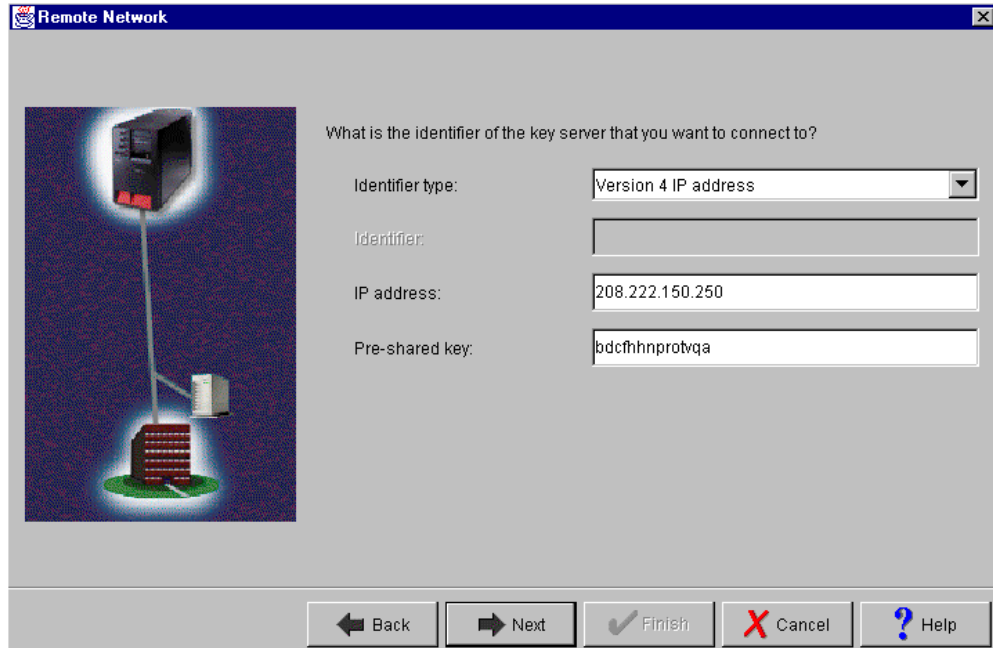 Remote Network
What is the identifier of the key server that you want to connect to?
Identifier type: Version 4 IP address
Identifier:
IP address: 208.222.150.250
Pre-shared key: bdcfhhnprotvqa
Back Next Finish Cancel Help